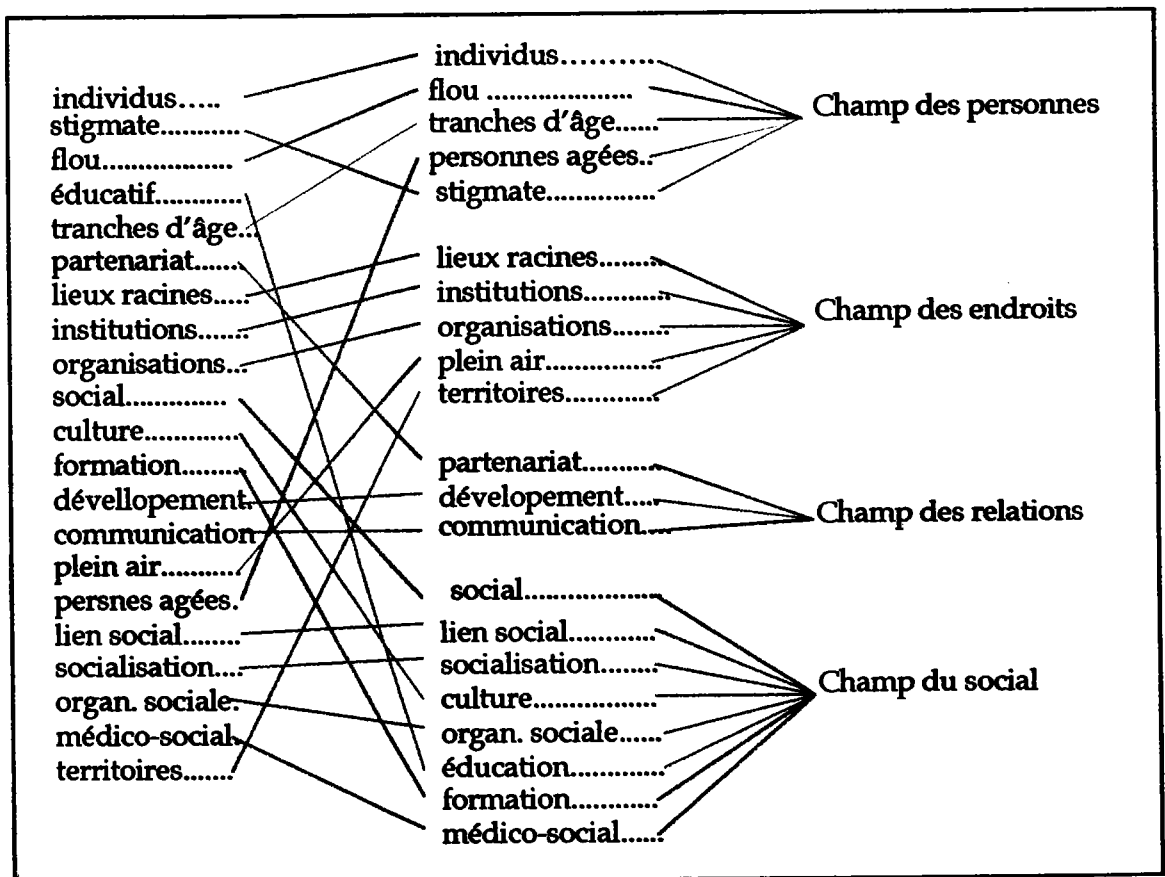 individus.....
stigmate...........
flou..................
éducatif............
tranches d'âge...
partenariat.......
lieux racines.....
institutions.......
organisations...
social..............
culture.............
formation.........
dévellopement.
communication
plein air..........
persnes agées.
lien social........
socialisation....
organ. sociale.
médico-social.
territoires.......
individus..........
flou ....................
tranches d'âge......
personnes agées..
stigmate...............
lieux racines........
institutions............
organisations........
plein air...............
territoires.............
partenariat..........
dévelopement....
communication....
social...................
lien social............
socialisation........
culture.................
organ. sociale......
éducation.............
formation............
médico-social......
Champ des personnes
Champ des endroits
Champ des relations
Champ du social